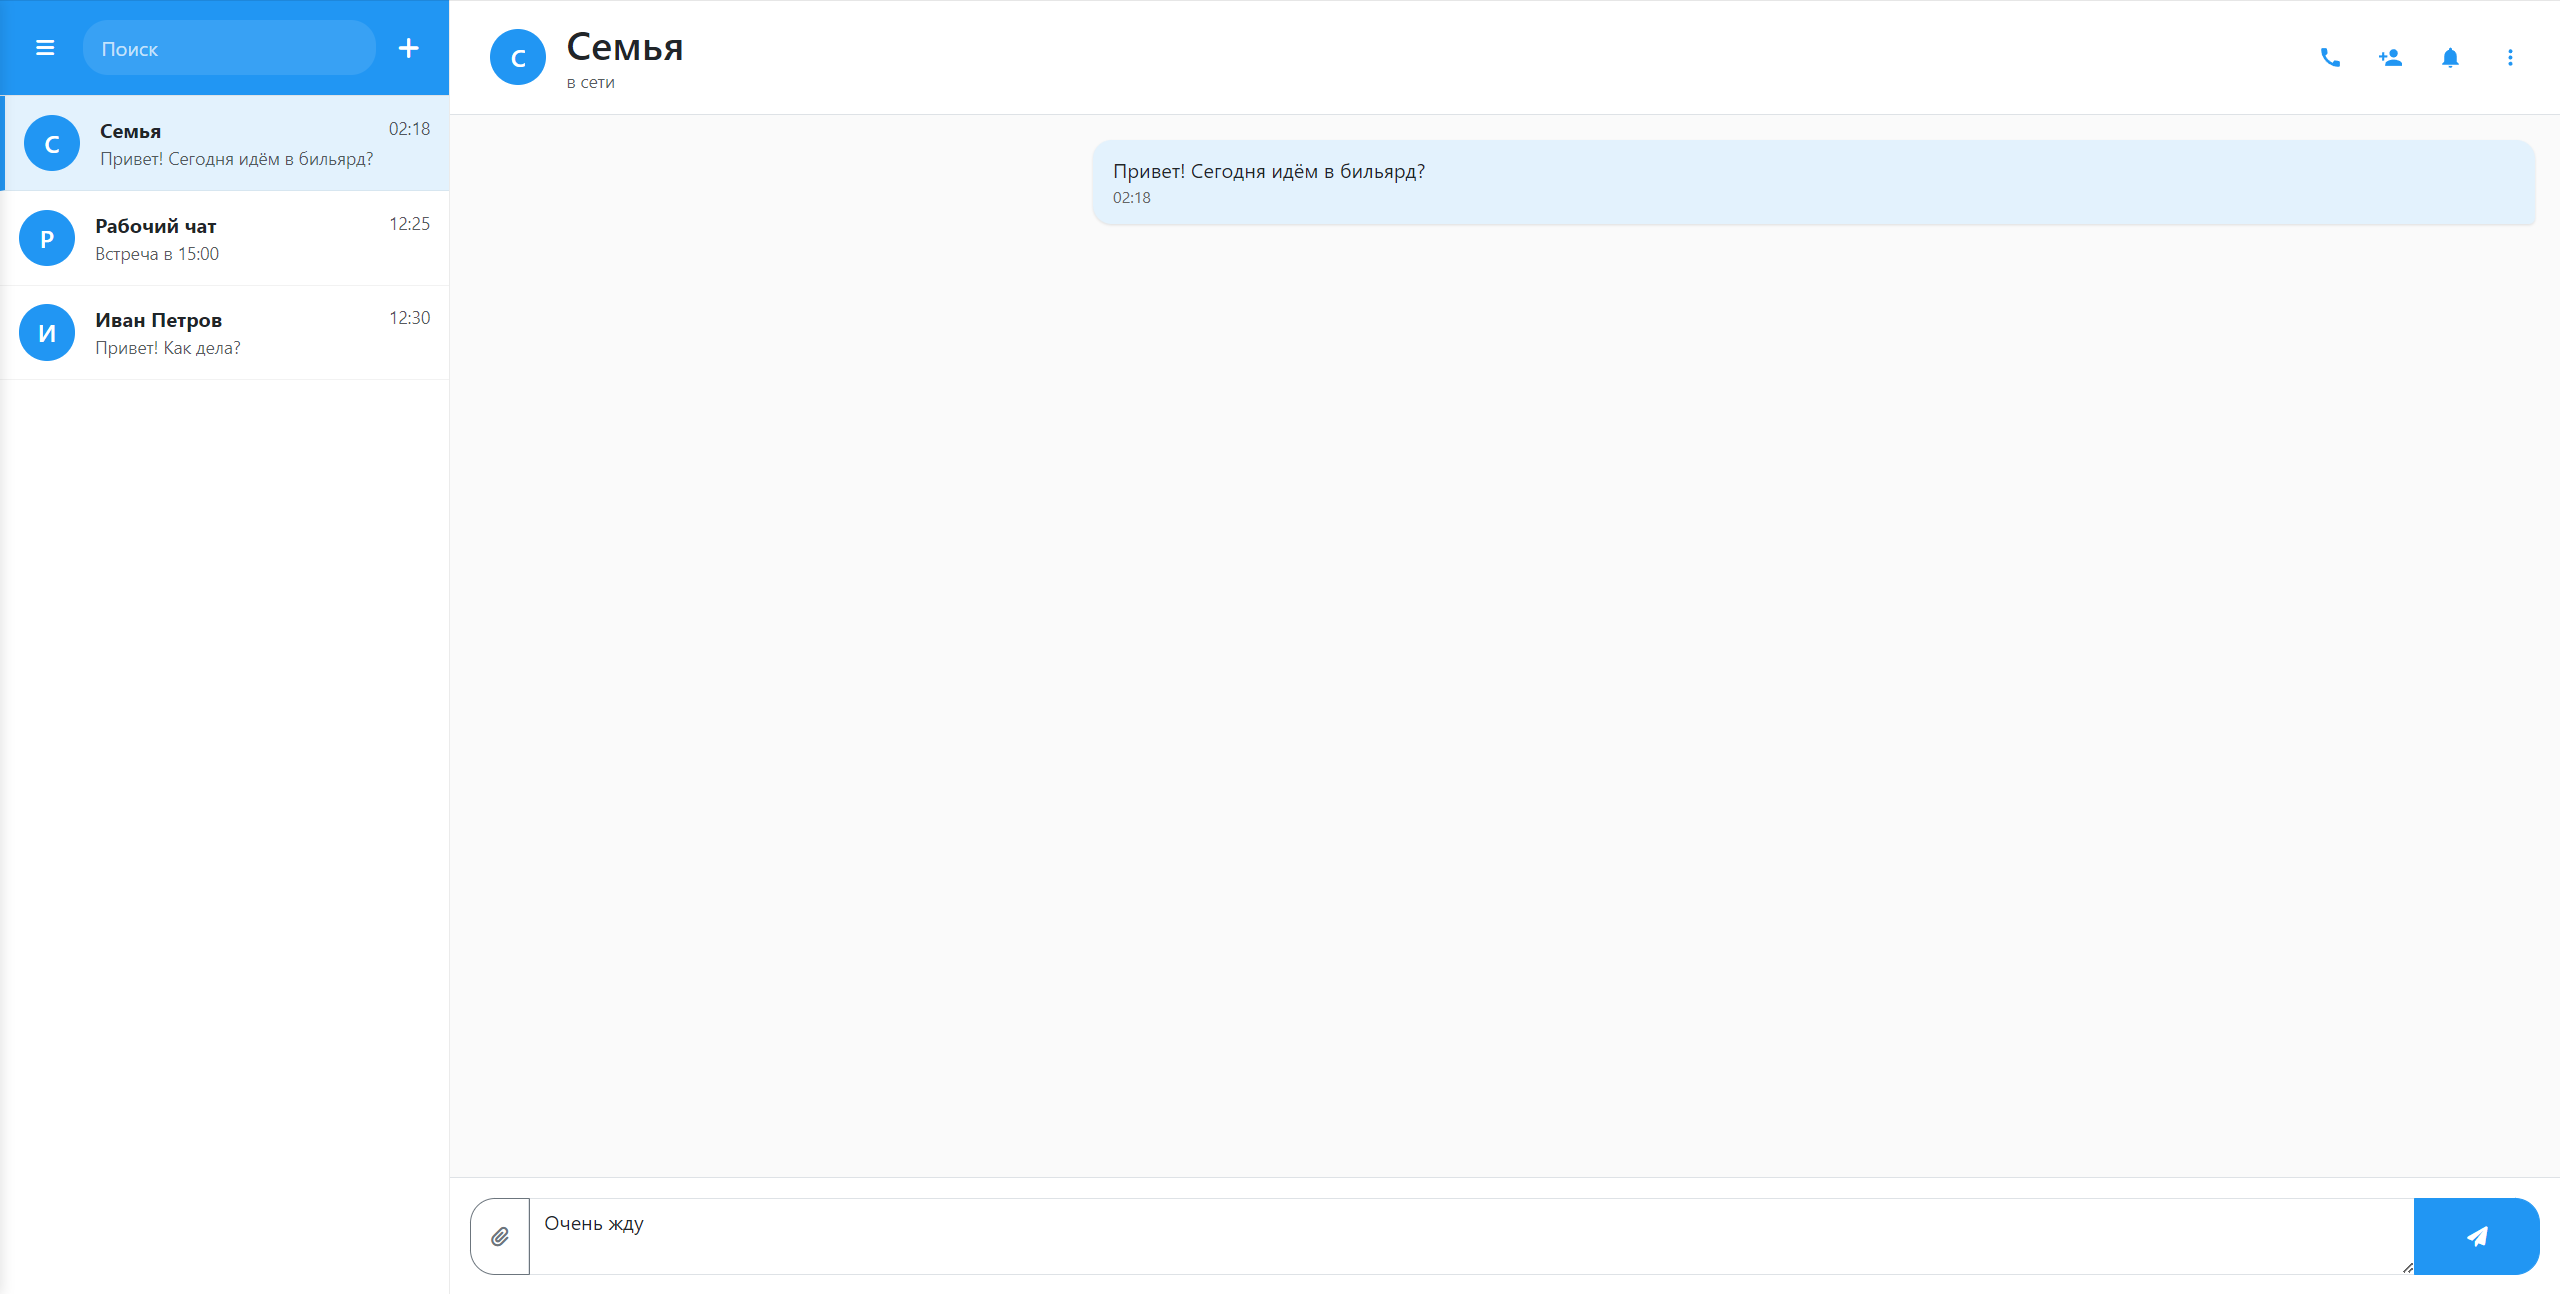 Поиск
С
Семья
02:18
Привет! Сегодня идём в бильярд?
Р
Рабочий чат
12:25
Встреча в 15:00
И
Иван Петров
12:30
Привет! Как дела?
С
Семья
в сети
Привет! Сегодня идём в бильярд?
02:18
Очень жду